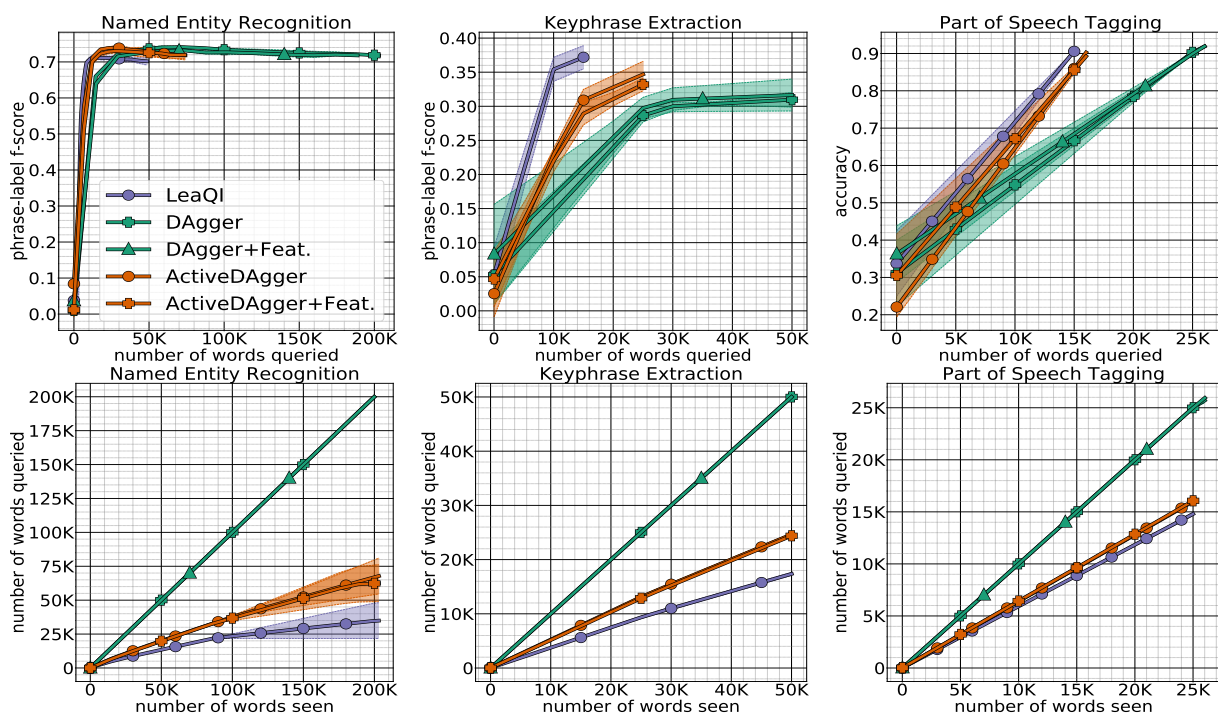 Named Entity Recognition
phrase-label f-score
0.7
0.6
0.5
0.4
0.3
0.2
0.1
0.0
LeaQI
DAgger
DAgger+Feat.
ActiveDAgger
ActiveDAgger+Feat.
0 50K 100K 150K 200K
number of words queried
Keyphrase Extraction
phrase-label f-score
0.40
0.35
0.30
0.25
0.20
0.15
0.10
0.05
0.00
0 10K 20K 30K 40K 50K
number of words queried
Part of Speech Tagging
accuracy
0.9
0.8
0.7
0.6
0.5
0.4
0.3
0.2
0 5K 10K 15K 20K 25K
number of words queried
Named Entity Recognition
number of words queried
200K
175K
150K
125K
100K
75K
50K
25K
0
0 50K 100K 150K 200K
number of words seen
Keyphrase Extraction
number of words queried
50K
40K
30K
20K
10K
0
0 10K 20K 30K 40K 50K
number of words seen
Part of Speech Tagging
number of words queried
25K
20K
15K
10K
5K
0
0 5K 10K 15K 20K 25K
number of words seen